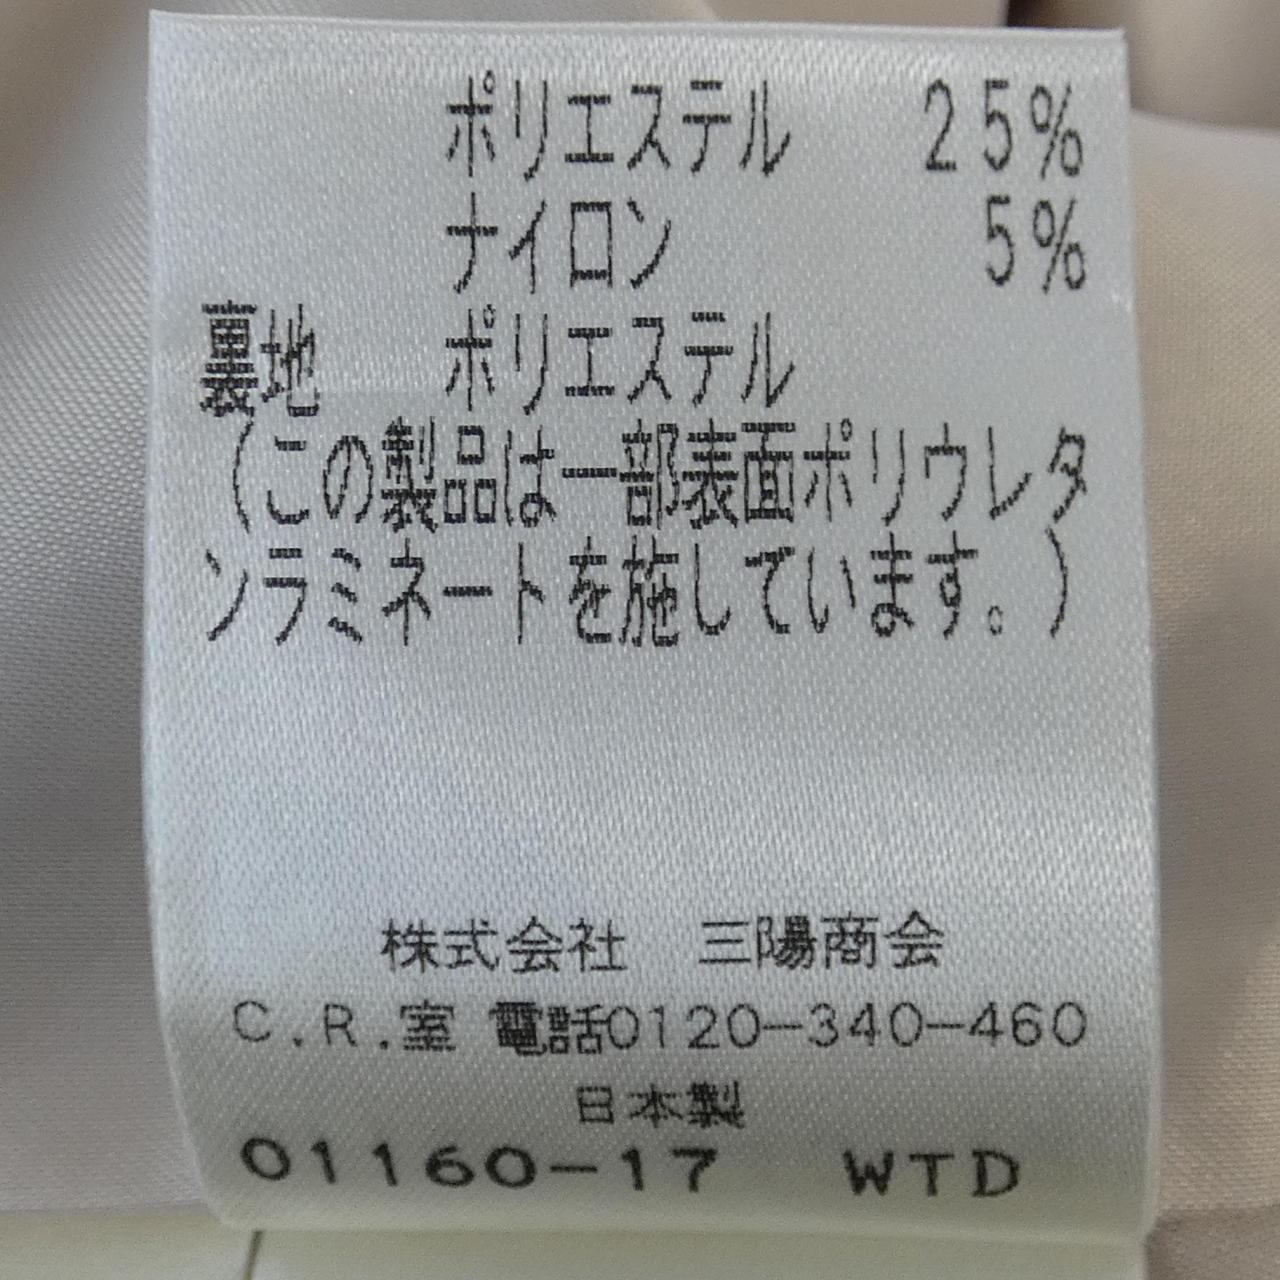 ポリエステル 25%
ナイロン 5%
裏地 ポリエステル
(この製品は一部表面ポリウレタ
ンラミネートを施しています。)
株式会社 三陽商会
C.R.室 電話0120-340-460
日本製
01160-17 WTD